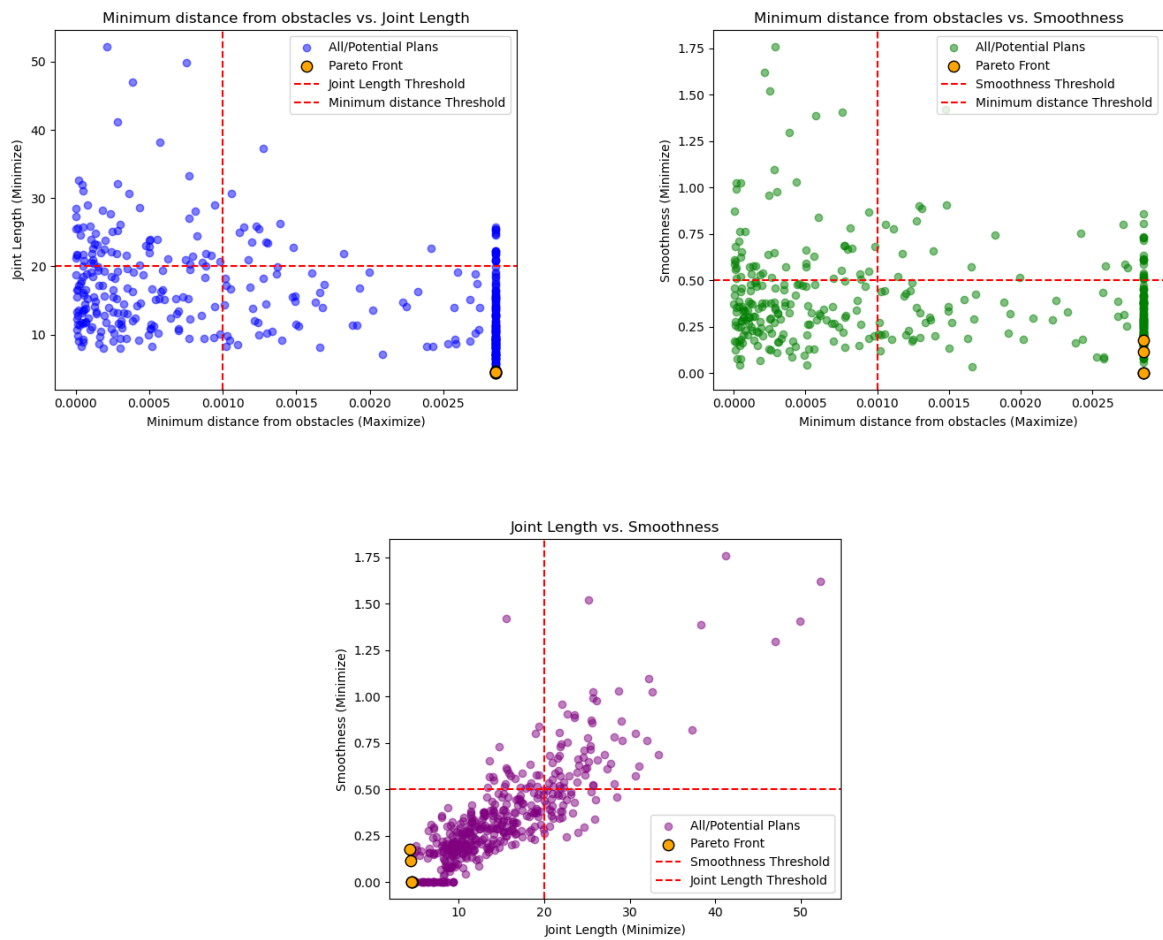 Minimum distance from obstacles vs. Joint Length
50
40
30
20
10
Joint Length (Minimize)
All/Potential Plans
Pareto Front
Joint Length Threshold
Minimum distance Threshold
0.0000 0.0005 0.0010 0.0015 0.0020 0.0025
Minimum distance from obstacles (Maximize)
Minimum distance from obstacles vs. Smoothness
1.75
1.50
1.25
1.00
0.75
0.50
0.25
0.00
Smoothness (Minimize)
All/Potential Plans
Pareto Front
Smoothness Threshold
Minimum distance Threshold
0.0000 0.0005 0.0010 0.0015 0.0020 0.0025
Minimum distance from obstacles (Maximize)
Joint Length vs. Smoothness
1.75
1.50
1.25
1.00
0.75
0.50
0.25
0.00
Smoothness (Minimize)
All/Potential Plans
Pareto Front
Smoothness Threshold
Joint Length Threshold
10 20 30 40 50
Joint Length (Minimize)